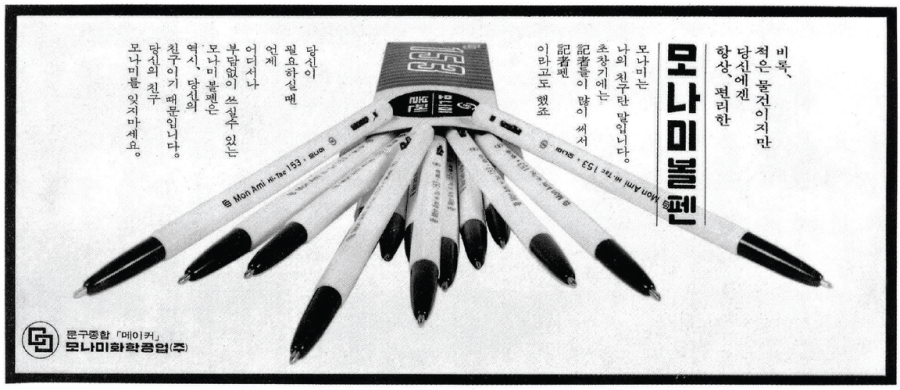 비록,
적은 물건이지만
당신에겐
항상, 편리한
모나미볼펜
모나미는
나의 친구란 말입니다.
초창기에는
記者들이 많이 써서
記者펜
이라고도 했죠
153
모나미
볼펜
당신이
필요하실땐
언제
어디서나
부담없이 쓰실수 있는
모나미볼펜은
역시, 당신의
친구이기 때문입니다.
당신의 친구
모나미를 잊지마세요.
Mon Ami Hi-Tec 153
Mon Ami Hi-Tec 153
문구종합 「메이커」
모나미화학공업(주)